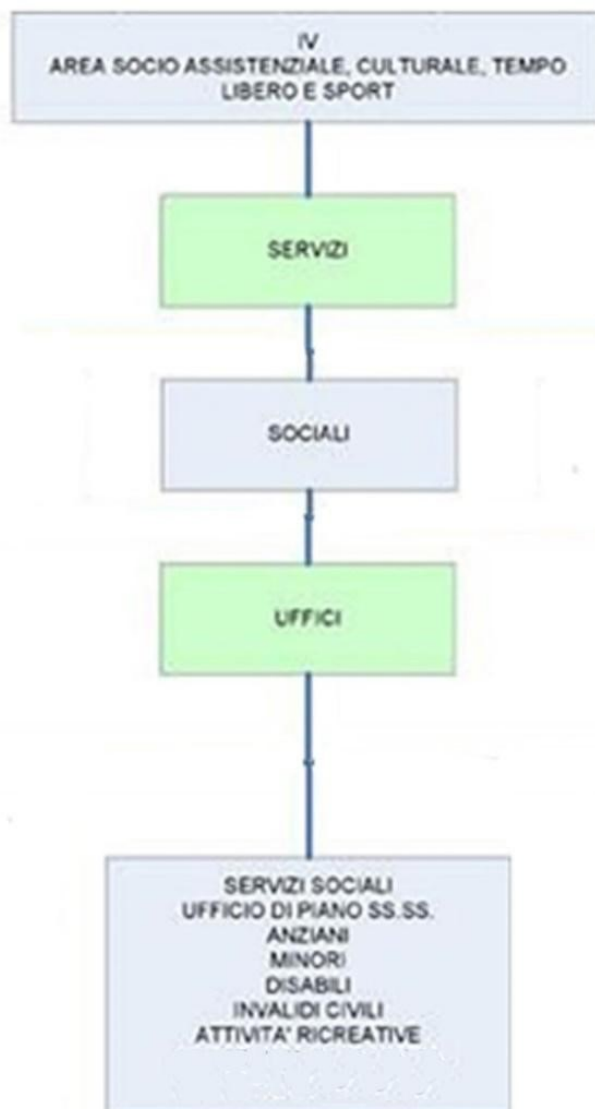 IV
AREA SOCIO ASSISTENZIALE, CULTURALE, TEMPO
LIBERO E SPORT
SERVIZI
SOCIALI
UFFICI
SERVIZI SOCIALI
UFFICIO DI PIANO SS.SS.
ANZIANI
MINORI
DISABILI
INVALIDI CIVILI
ATTIVITA' RICREATIVE